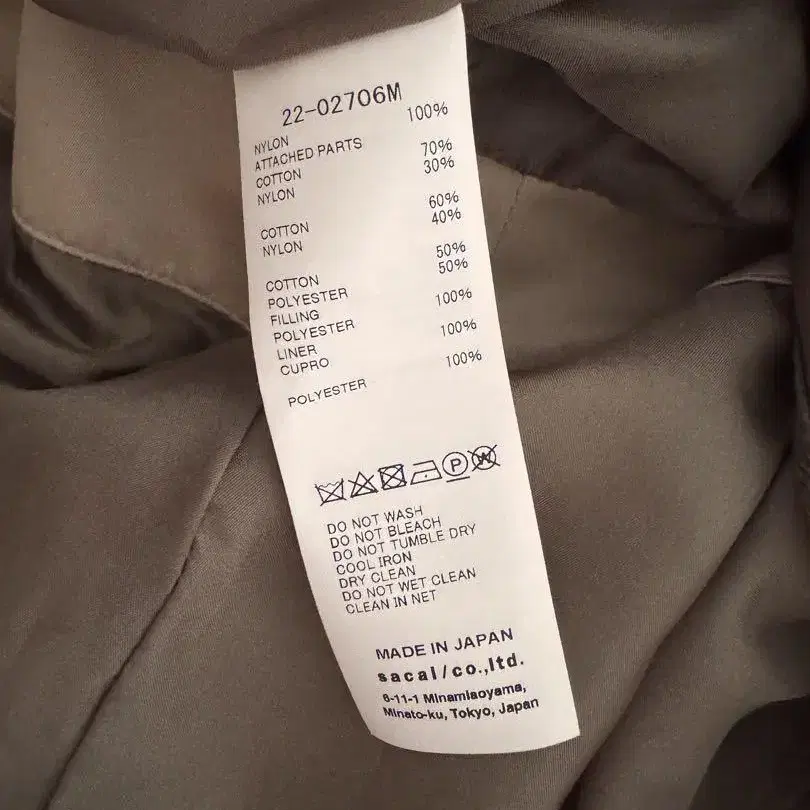 22-02706M
NYLON 100%
ATTACHED PARTS
COTTON 70%
NYLON 30%
COTTON 60%
NYLON 40%
COTTON 50%
POLYESTER 50%
FILLING
POLYESTER 100%
LINER
CUPRO 100%
POLYESTER 100%
P
W
DO NOT WASH
DO NOT BLEACH
DO NOT TUMBLE DRY
COOL IRON
DRY CLEAN
DO NOT WET CLEAN
CLEAN IN NET
MADE IN JAPAN
sacai/co.,ltd.
6-11-1 Minamiaoyama,
Minato-ku, Tokyo, Japan